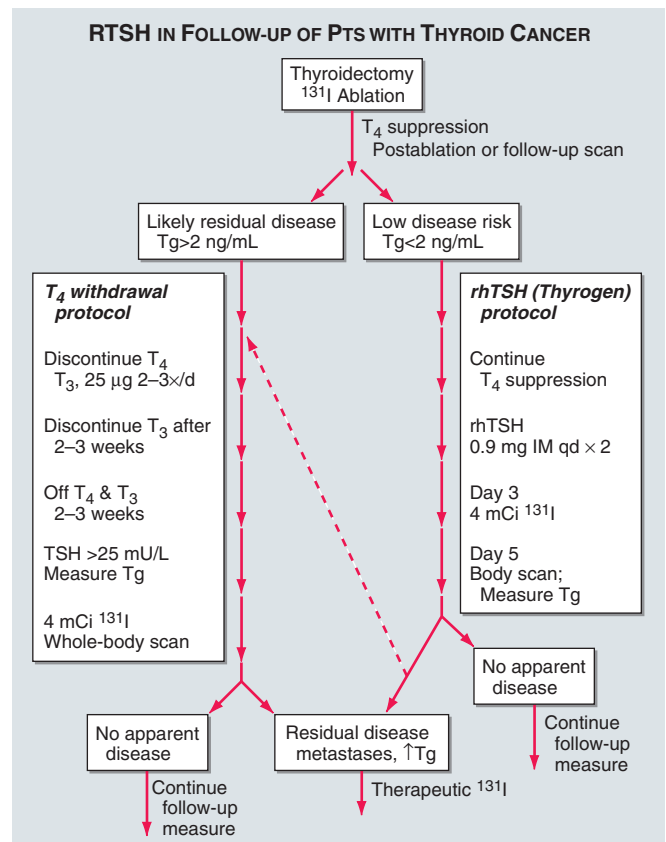 RTSH IN FOLLOW-UP OF PTS WITH THYROID CANCER
Thyroidectomy
¹³¹I Ablation
T₄ suppression
Postablation or follow-up scan
Likely residual disease
Tg>2 ng/mL
Low disease risk
Tg<2 ng/mL
T₄ withdrawal
protocol
Discontinue T₄
T₃, 25 µg 2–3×/d
Discontinue T₃ after
2–3 weeks
Off T₄ & T₃
2–3 weeks
TSH >25 mU/L
Measure Tg
4 mCi ¹³¹I
Whole-body scan
rhTSH (Thyrogen)
protocol
Continue
T₄ suppression
rhTSH
0.9 mg IM qd × 2
Day 3
4 mCi ¹³¹I
Day 5
Body scan;
Measure Tg
No apparent
disease
Continue
follow-up
measure
Residual disease
metastases, ↑Tg
Therapeutic ¹³¹I
No apparent
disease
Continue
follow-up
measure